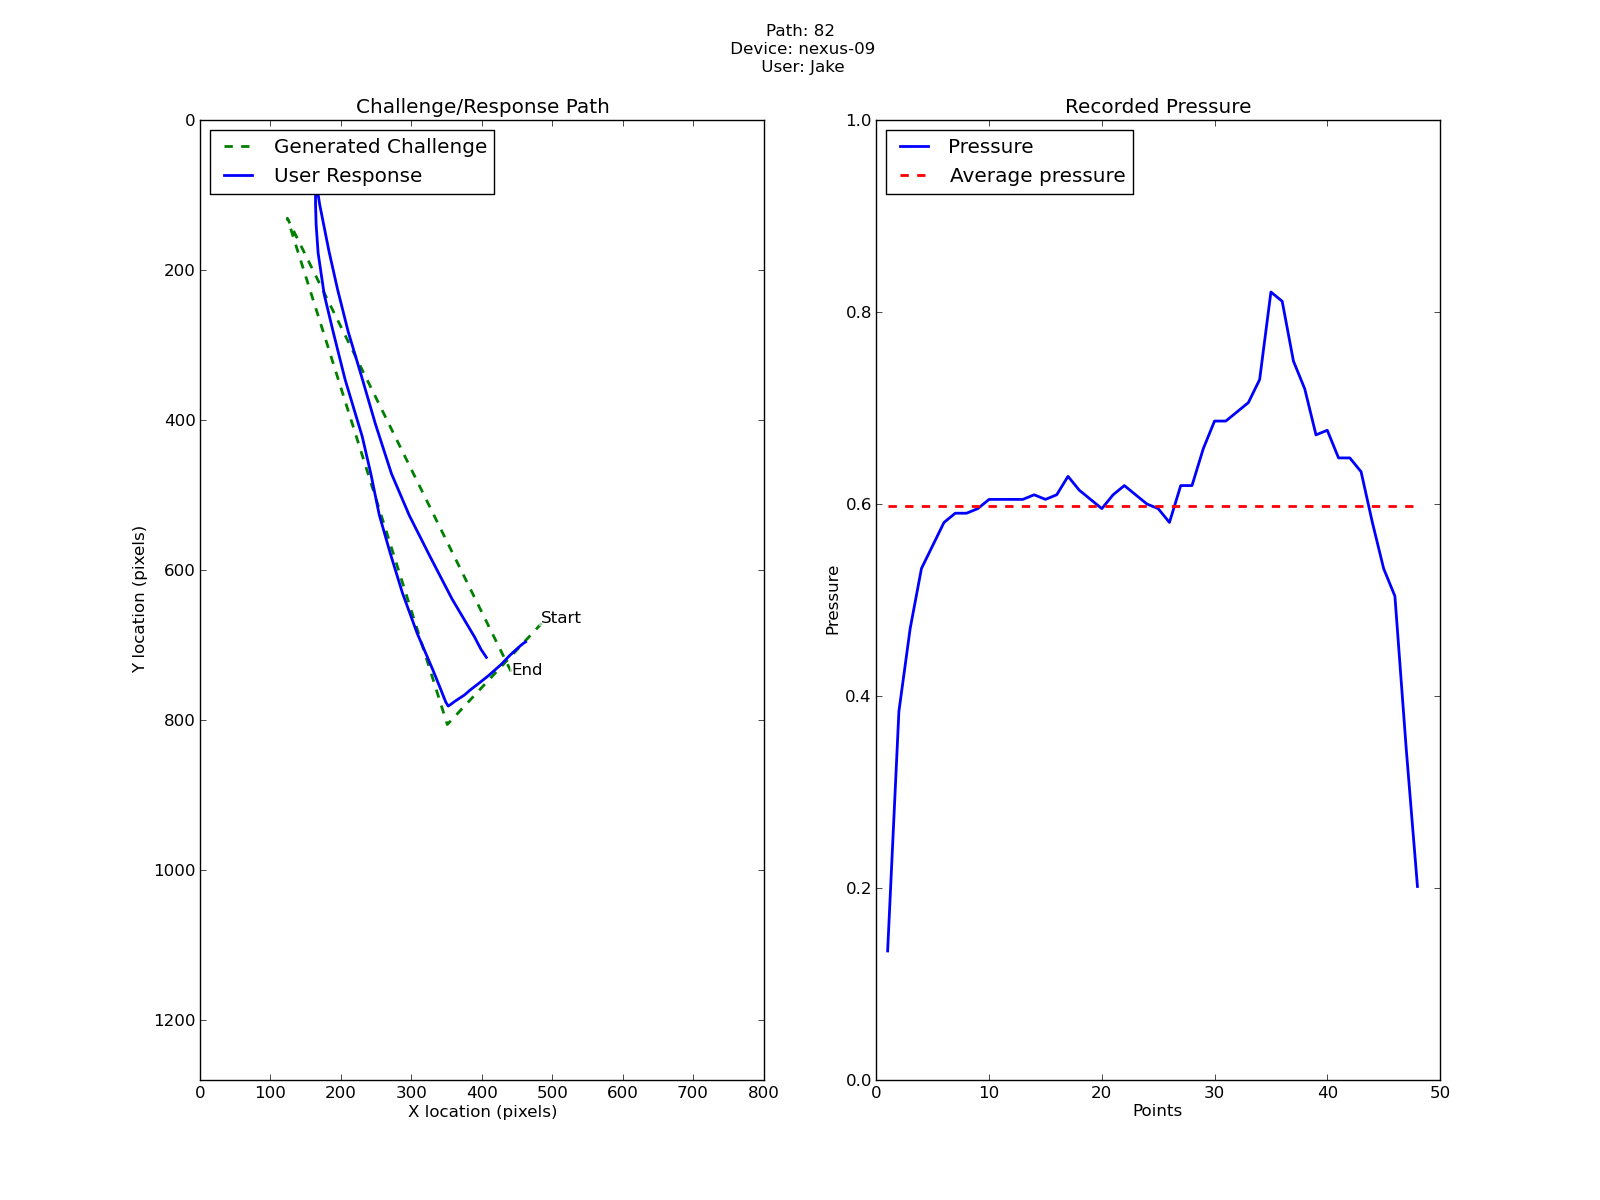 Path: 82
Device: nexus-09
User: Jake
Challenge/Response Path
Generated Challenge
User Response
Start
End
0
200
400
600
800
1000
1200
Y location (pixels)
0 100 200 300 400 500 600 700 800
X location (pixels)
Recorded Pressure
Pressure
Average pressure
1.0
0.8
0.6
0.4
0.2
0.0
Pressure
0 10 20 30 40 50
Points